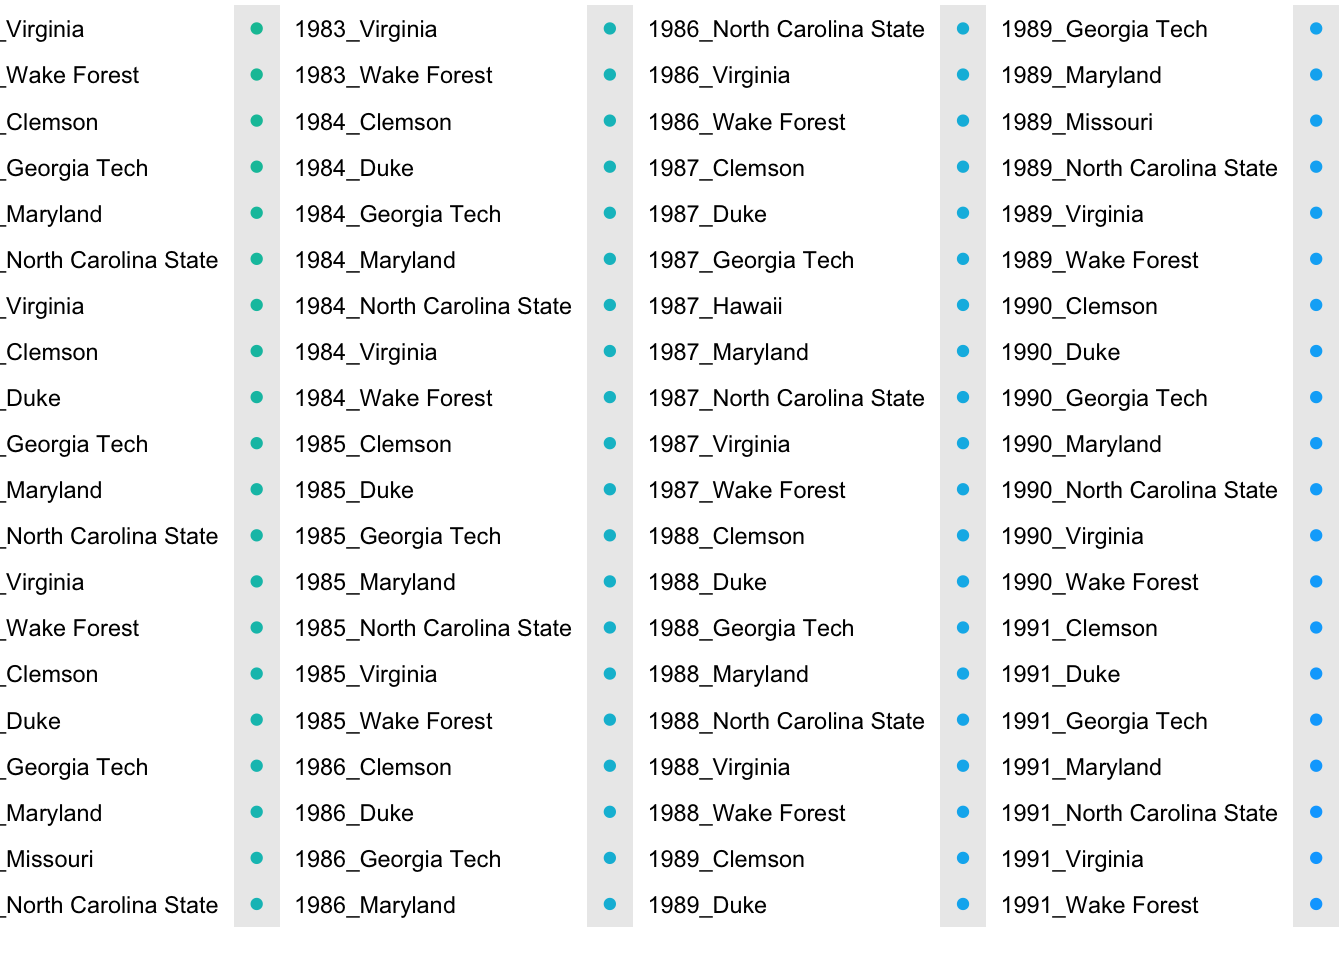 _Virginia
_Wake Forest
_Clemson
_Georgia Tech
_Maryland
_North Carolina State
_Virginia
_Clemson
_Duke
_Georgia Tech
_Maryland
_North Carolina State
_Virginia
_Wake Forest
_Clemson
_Duke
_Georgia Tech
_Maryland
_Missouri
_North Carolina State
1983_Virginia
1983_Wake Forest
1984_Clemson
1984_Duke
1984_Georgia Tech
1984_Maryland
1984_North Carolina State
1984_Virginia
1984_Wake Forest
1985_Clemson
1985_Duke
1985_Georgia Tech
1985_Maryland
1985_North Carolina State
1985_Virginia
1985_Wake Forest
1986_Clemson
1986_Duke
1986_Georgia Tech
1986_Maryland
1986_North Carolina State
1986_Virginia
1986_Wake Forest
1987_Clemson
1987_Duke
1987_Georgia Tech
1987_Hawaii
1987_Maryland
1987_North Carolina State
1987_Virginia
1987_Wake Forest
1988_Clemson
1988_Duke
1988_Georgia Tech
1988_Maryland
1988_North Carolina State
1988_Virginia
1988_Wake Forest
1989_Clemson
1989_Duke
1989_Georgia Tech
1989_Maryland
1989_Missouri
1989_North Carolina State
1989_Virginia
1989_Wake Forest
1990_Clemson
1990_Duke
1990_Georgia Tech
1990_Maryland
1990_North Carolina State
1990_Virginia
1990_Wake Forest
1991_Clemson
1991_Duke
1991_Georgia Tech
1991_Maryland
1991_North Carolina State
1991_Virginia
1991_Wake Forest